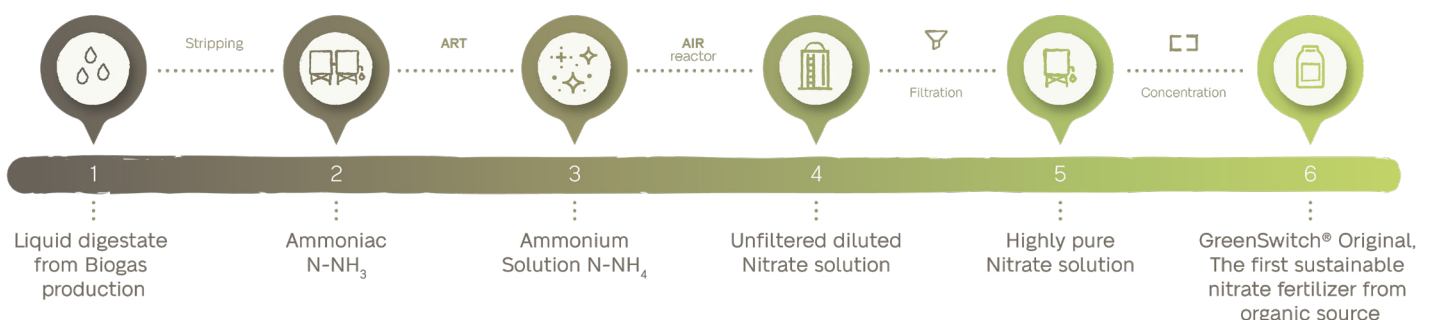 Stripping
ART
AIR
reactor
Filtration
Concentration
1
2
3
4
5
6
Liquid digestate
from Biogas
production
Ammoniac
N-NH₃
Ammonium
Solution N-NH₄
Unfiltered diluted
Nitrate solution
Highly pure
Nitrate solution
GreenSwitch® Original,
The first sustainable
nitrate fertilizer from
organic source